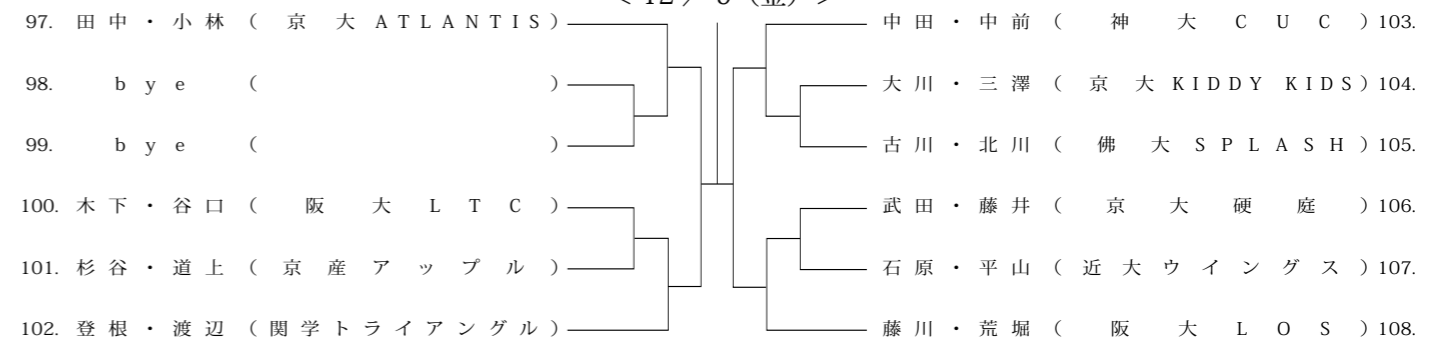 97. 田中・小林（京大ATLANTIS）
98. bye（ ）
99. bye（ ）
100. 木下・谷口（阪大LTC）
101. 杉谷・道上（京産アップル）
102. 登根・渡辺（関学トライアングル）
中田・中前（神大CUC）103.
大川・三澤（京大KIDDY KIDS）104.
古川・北川（佛大SPLASH）105.
武田・藤井（京大硬庭）106.
石原・平山（近大ウイングス）107.
藤川・荒堀（阪大LOS）108.